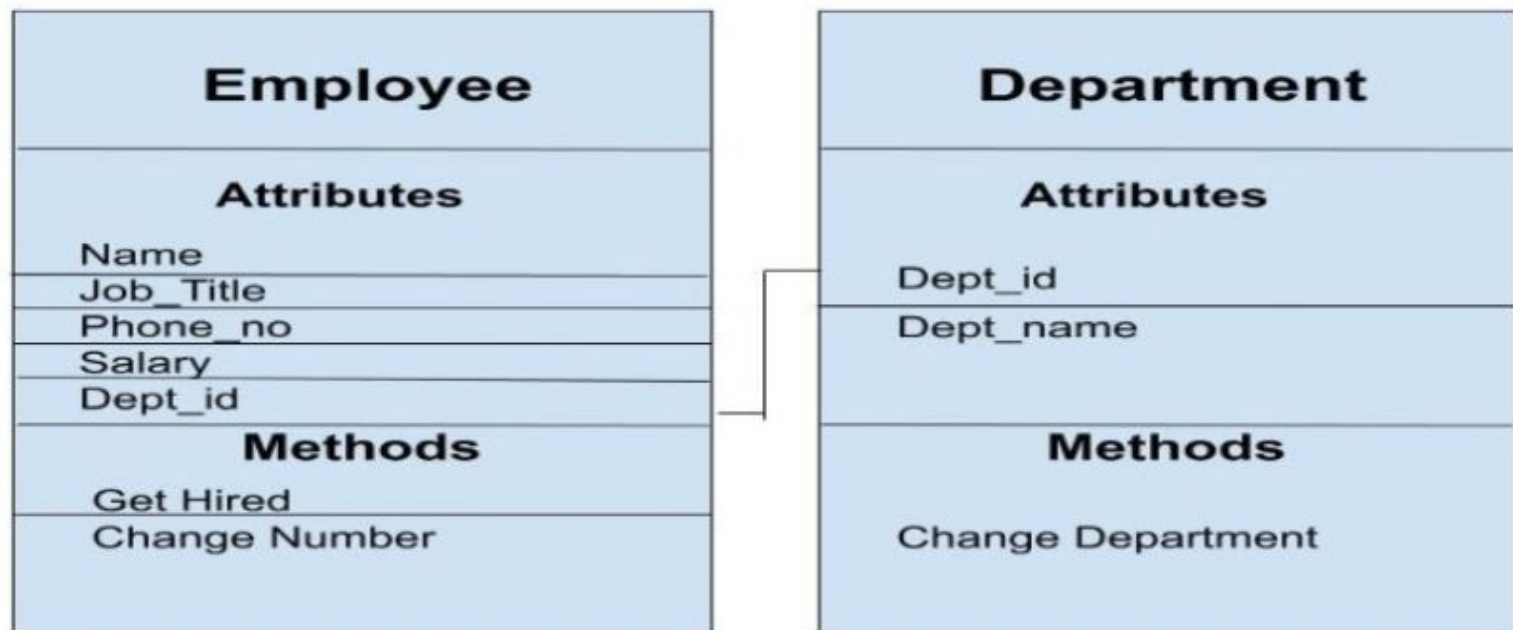 Employee
Attributes
Name
Job_Title
Phone_no
Salary
Dept_id
Methods
Get Hired
Change Number
Department
Attributes
Dept_id
Dept_name
Methods
Change Department